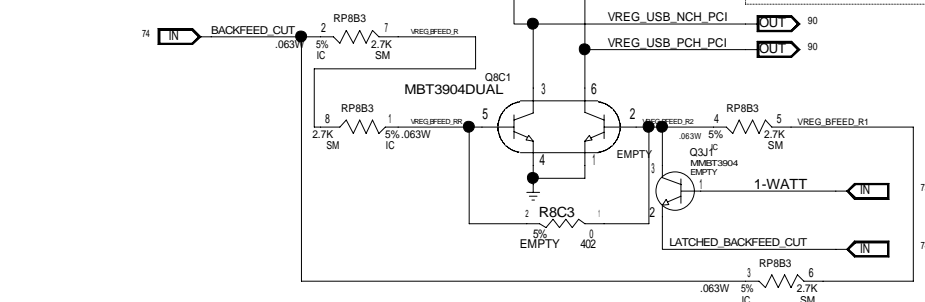 VREG_USB_NCH_PCI OUT 90
RP8B3
74 IN BACKFEED_CUT 2 7 VREG_BFEED_R
VREG_USB_PCH_PCI OUT 90
.063W 5% 2.7K
IC SM
Q8C1
MBT3904DUAL 3 6
RP8B3 RP8B3
8 1 VREG_BFEED_RR 5 2 VREG_BFEED_R2 4 5 VREG_BFEED_R1
2.7K 5% .063W .063W 5% 2.7K
SM IC IC SM
4 1 EMPTY
Q3J1
MMBT3904
EMPTY
3 1 1-WATT IN
2 R8C3 1 2
5% 0
EMPTY 402
LATCHED_BACKFEED_CUT IN
RP8B3
3 6
.063W 5% 2.7K
IC SM